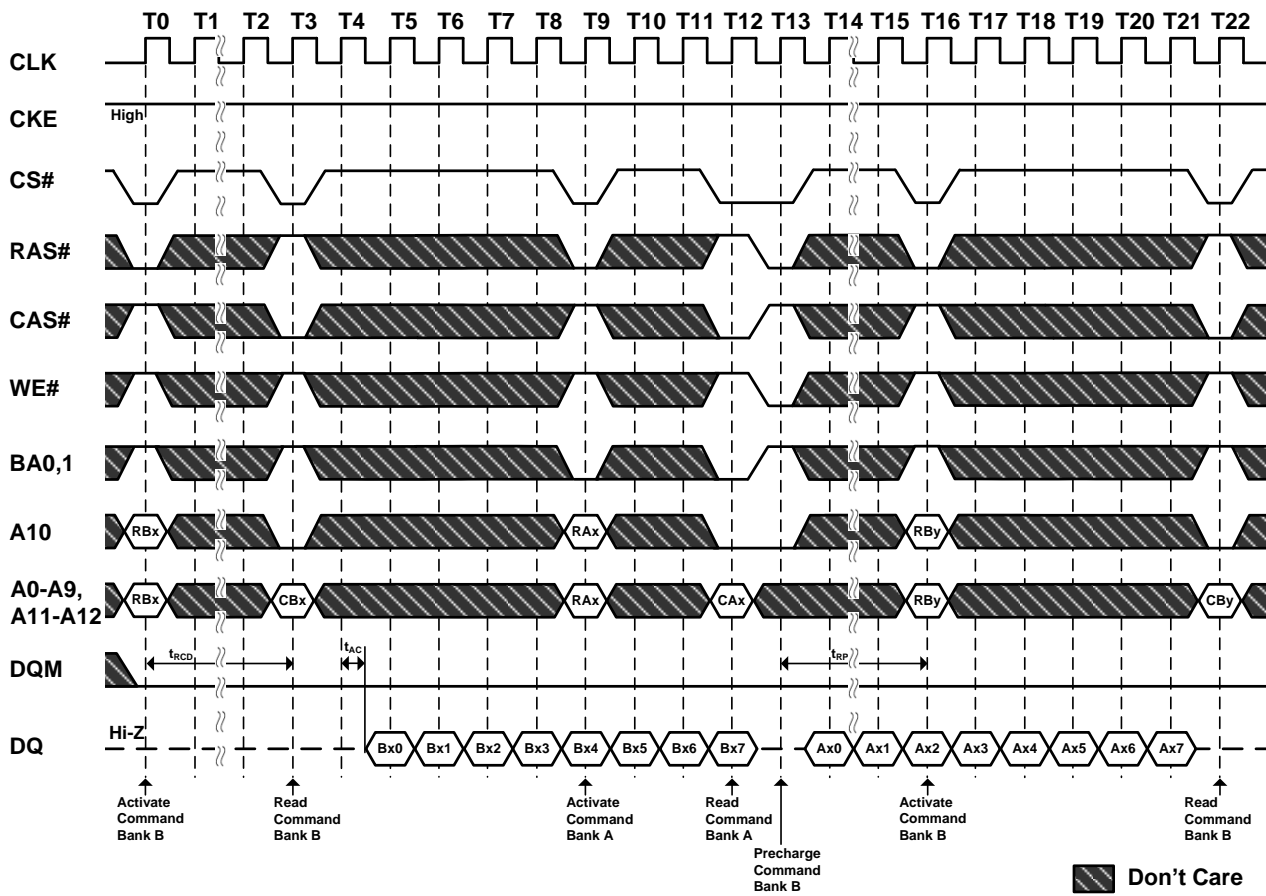 T0 T1 T2 T3 T4 T5 T6 T7 T8 T9 T10 T11 T12 T13 T14 T15 T16 T17 T18 T19 T20 T21 T22
CLK
CKE High
CS#
RAS#
CAS#
WE#
BA0,1
A10 RBx RAx RBy
A0-A9,
A11-A12 RBx CBx RAx CAx RBy CBy
DQM tRCD tAC tRP
DQ Hi-Z Bx0 Bx1 Bx2 Bx3 Bx4 Bx5 Bx6 Bx7 Ax0 Ax1 Ax2 Ax3 Ax4 Ax5 Ax6 Ax7
Activate
Command
Bank B
Read
Command
Bank B
Activate
Command
Bank A
Read
Command
Bank A
Precharge
Command
Bank B
Activate
Command
Bank B
Read
Command
Bank B
Don't Care